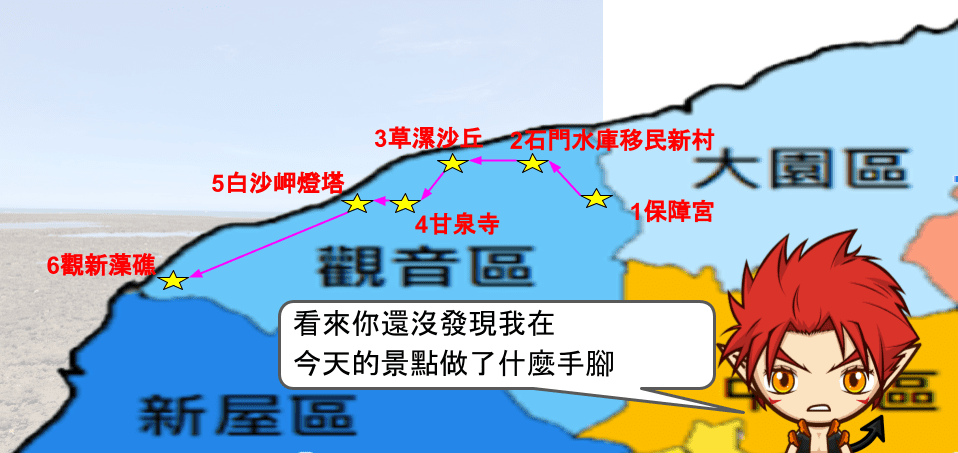 3草漯沙丘
2石門水庫移民新村
大園區
5白沙岬燈塔
1保障宮
4甘泉寺
6觀新藻礁
觀音區
看來你還沒發現我在
今天的景點做了什麼手腳
中
區
新屋區